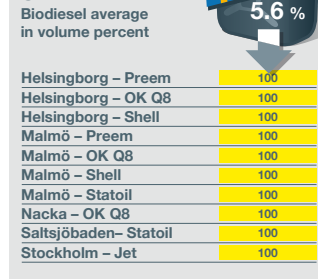 Biodiesel average
in volume percent
5.6 %
Helsingborg – Preem 100
Helsingborg – OK Q8 100
Helsingborg – Shell 100
Malmö – Preem 100
Malmö – OK Q8 100
Malmö – Shell 100
Malmö – Statoil 100
Nacka – OK Q8 100
Saltsjöbaden– Statoil 100
Stockholm – Jet 100